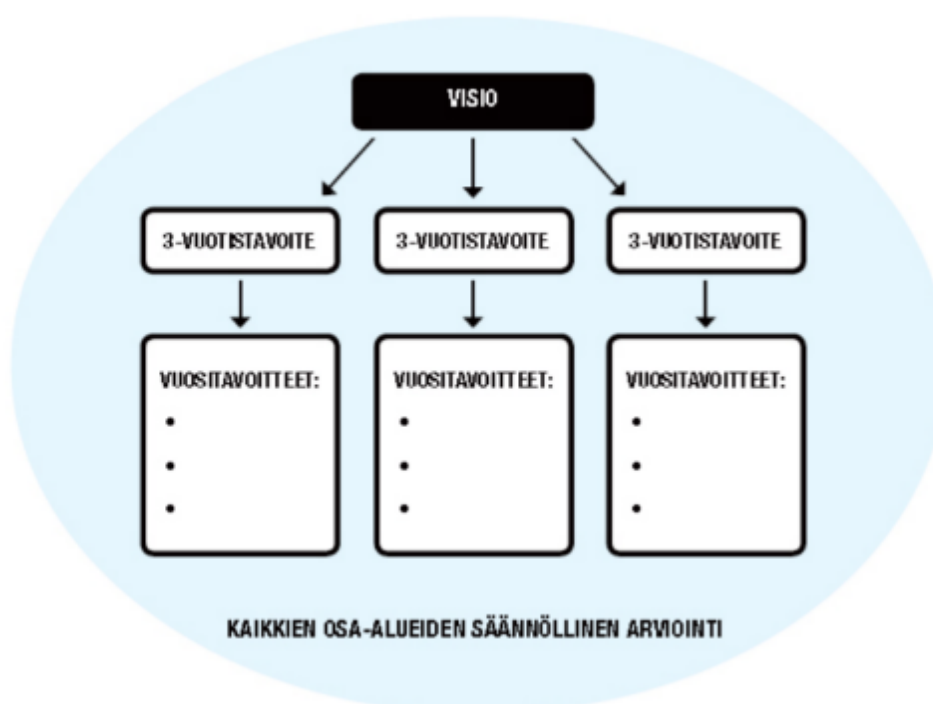 VISIO
3-VUOTISTAVOITE
3-VUOTISTAVOITE
3-VUOTISTAVOITE
VUOSITAVOITTEET:
•
•
•
VUOSITAVOITTEET:
•
•
•
VUOSITAVOITTEET:
•
•
•
KAIKKIEN OSA-ALUEIDEN SÄÄNNÖLLINEN ARVIOINTI